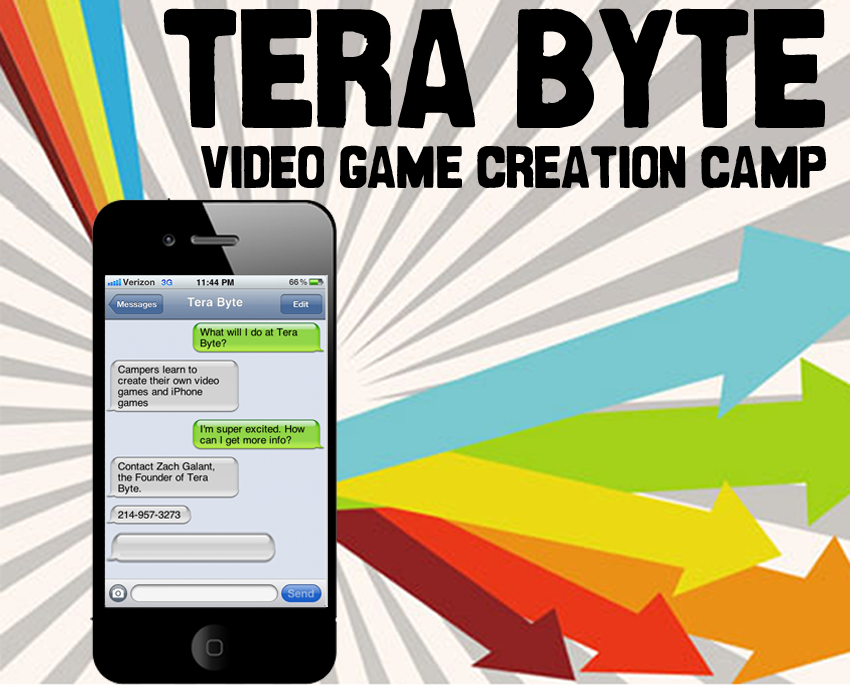 TERA BYTE
VIDEO GAME CREATION CAMP
Verizon 3G 11:44 PM 66%
Messages Tera Byte Edit
What will I do at Tera
Byte?
Campers learn to
create their own video
games and iPhone
games
I'm super excited. How
can I get more info?
Contact Zach Galant,
the Founder of Tera
Byte.
214-957-3273
Send